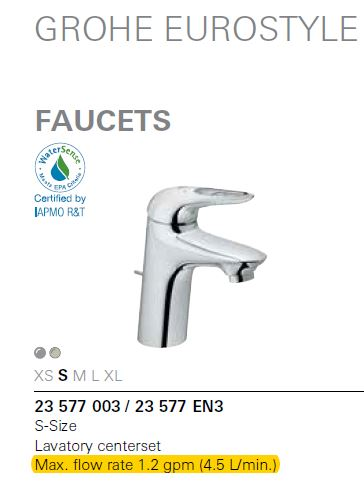 GROHE EUROSTYLE
FAUCETS
WaterSense
Meets EPA Criteria
Certified by
IAPMO R&T
XS S M L XL
23 577 003 / 23 577 EN3
S-Size
Lavatory centerset
Max. flow rate 1.2 gpm (4.5 L/min.)